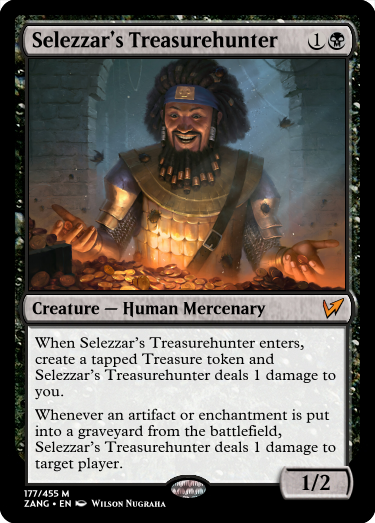 Selezzar's Treasurehunter 1
Creature — Human Mercenary
When Selezzar's Treasurehunter enters,
create a tapped Treasure token and
Selezzar's Treasurehunter deals 1 damage to
you.
Whenever an artifact or enchantment is put
into a graveyard from the battlefield,
Selezzar's Treasurehunter deals 1 damage to
target player.
1/2
177/455 M
ZANG • EN Wilson Nugraha